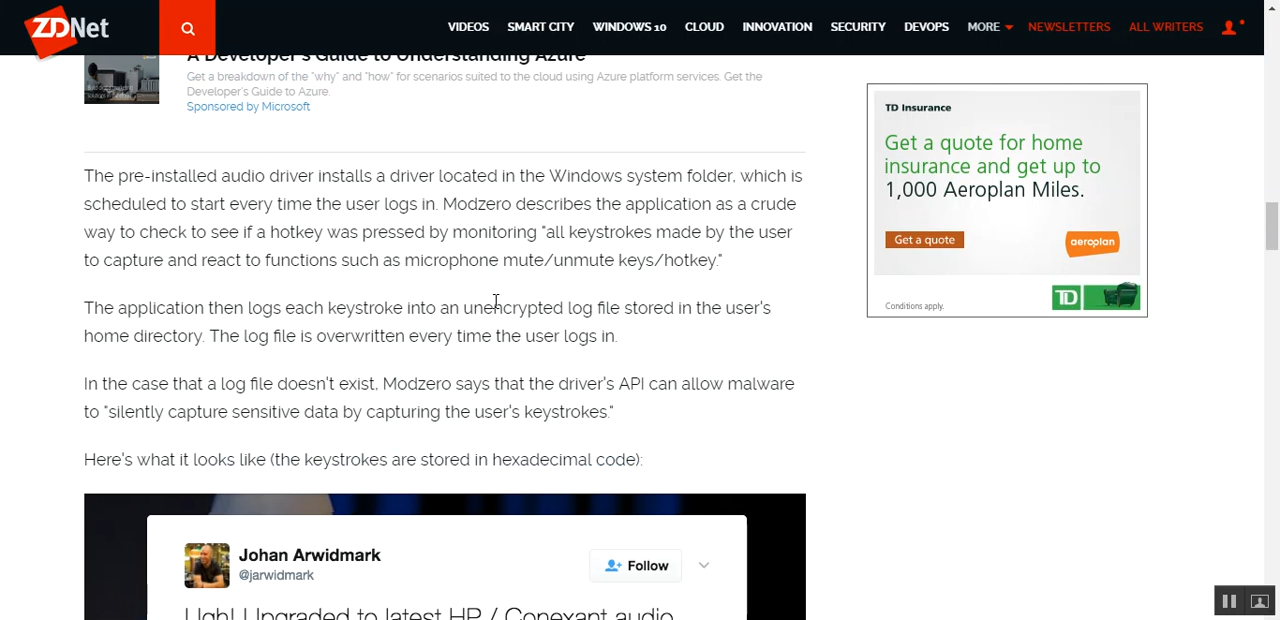 ZDNet
VIDEOS SMART CITY WINDOWS 10 CLOUD INNOVATION SECURITY DEVOPS MORE NEWSLETTERS ALL WRITERS
A Developer's Guide to Understanding Azure
Get a breakdown of the "why" and "how" for scenarios suited to the cloud using Azure platform services. Get the
Developer's Guide to Azure.
Sponsored by Microsoft
The pre-installed audio driver installs a driver located in the Windows system folder, which is
scheduled to start every time the user logs in. Modzero describes the application as a crude
way to check to see if a hotkey was pressed by monitoring "all keystrokes made by the user
to capture and react to functions such as microphone mute/unmute keys/hotkey."
The application then logs each keystroke into an unencrypted log file stored in the user's
home directory. The log file is overwritten every time the user logs in.
In the case that a log file doesn't exist, Modzero says that the driver's API can allow malware
to "silently capture sensitive data by capturing the user's keystrokes."
Here's what it looks like (the keystrokes are stored in hexadecimal code):
Johan Arwidmark
@jarwidmark
Follow
Ugh! Upgraded to latest HP / Conexant audio
TD Insurance
Get a quote for home
insurance and get up to
1,000 Aeroplan Miles.
Get a quote
aeroplan
Conditions apply.
TD